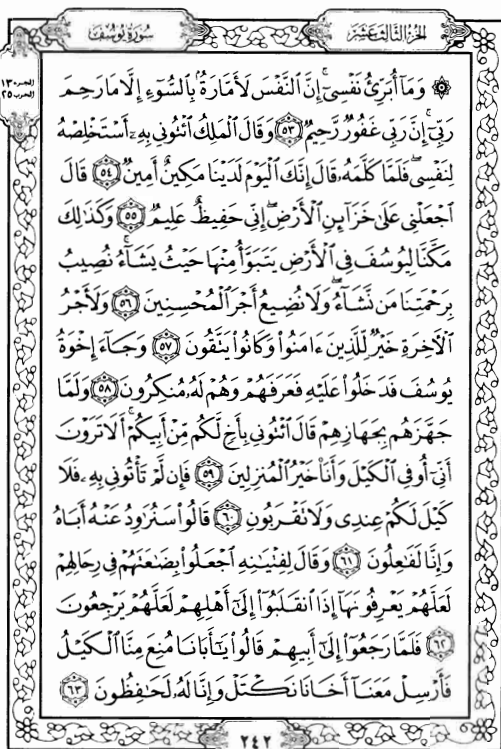 الجزء الثالث عشر
سورة يوسف
الجزء ١٣
الحزب ٢٥
۞ وَمَآ أُبَرِّئُ نَفْسِىٓ ۚ إِنَّ ٱلنَّفْسَ لَأَمَّارَةٌۢ بِٱلسُّوٓءِ إِلَّا مَا رَحِمَ
رَبِّىٓ ۚ إِنَّ رَبِّى غَفُورٌ رَّحِيمٌ ﴿٥٣﴾ وَقَالَ ٱلْمَلِكُ ٱئْتُونِى بِهِۦٓ أَسْتَخْلِصْهُ
لِنَفْسِى ۖ فَلَمَّا كَلَّمَهُۥ قَالَ إِنَّكَ ٱلْيَوْمَ لَدَيْنَا مَكِينٌ أَمِينٌ ﴿٥٤﴾ قَالَ
ٱجْعَلْنِى عَلَىٰ خَزَآئِنِ ٱلْأَرْضِ ۖ إِنِّى حَفِيظٌ عَلِيمٌ ﴿٥٥﴾ وَكَذَٰلِكَ
مَكَّنَّا لِيُوسُفَ فِى ٱلْأَرْضِ يَتَبَوَّأُ مِنْهَا حَيْثُ يَشَآءُ ۚ نُصِيبُ
بِرَحْمَتِنَا مَن نَّشَآءُ ۖ وَلَا نُضِيعُ أَجْرَ ٱلْمُحْسِنِينَ ﴿٥٦﴾ وَلَأَجْرُ
ٱلْءَاخِرَةِ خَيْرٌ لِّلَّذِينَ ءَامَنُوا۟ وَكَانُوا۟ يَتَّقُونَ ﴿٥٧﴾ وَجَآءَ إِخْوَةُ
يُوسُفَ فَدَخَلُوا۟ عَلَيْهِ فَعَرَفَهُمْ وَهُمْ لَهُۥ مُنكِرُونَ ﴿٥٨﴾ وَلَمَّا
جَهَّزَهُم بِجَهَازِهِمْ قَالَ ٱئْتُونِى بِأَخٍ لَّكُم مِّنْ أَبِيكُمْ ۚ أَلَا تَرَوْنَ
أَنِّىٓ أُوفِى ٱلْكَيْلَ وَأَنَا۠ خَيْرُ ٱلْمُنزِلِينَ ﴿٥٩﴾ فَإِن لَّمْ تَأْتُونِى بِهِۦ فَلَا
كَيْلَ لَكُمْ عِندِى وَلَا تَقْرَبُونِ ﴿٦٠﴾ قَالُوا۟ سَنُرَٰوِدُ عَنْهُ أَبَاهُ
وَإِنَّا لَفَٰعِلُونَ ﴿٦١﴾ وَقَالَ لِفِتْيَٰنِهِ ٱجْعَلُوا۟ بِضَٰعَتَهُمْ فِى رِحَالِهِمْ
لَعَلَّهُمْ يَعْرِفُونَهَآ إِذَا ٱنقَلَبُوٓا۟ إِلَىٰٓ أَهْلِهِمْ لَعَلَّهُمْ يَرْجِعُونَ
﴿٦٢﴾ فَلَمَّا رَجَعُوٓا۟ إِلَىٰٓ أَبِيهِمْ قَالُوا۟ يَٰٓأَبَانَا مُنِعَ مِنَّا ٱلْكَيْلُ
فَأَرْسِلْ مَعَنَآ أَخَانَا نَكْتَلْ وَإِنَّا لَهُۥ لَحَٰفِظُونَ ﴿٦٣﴾
٢٤٢